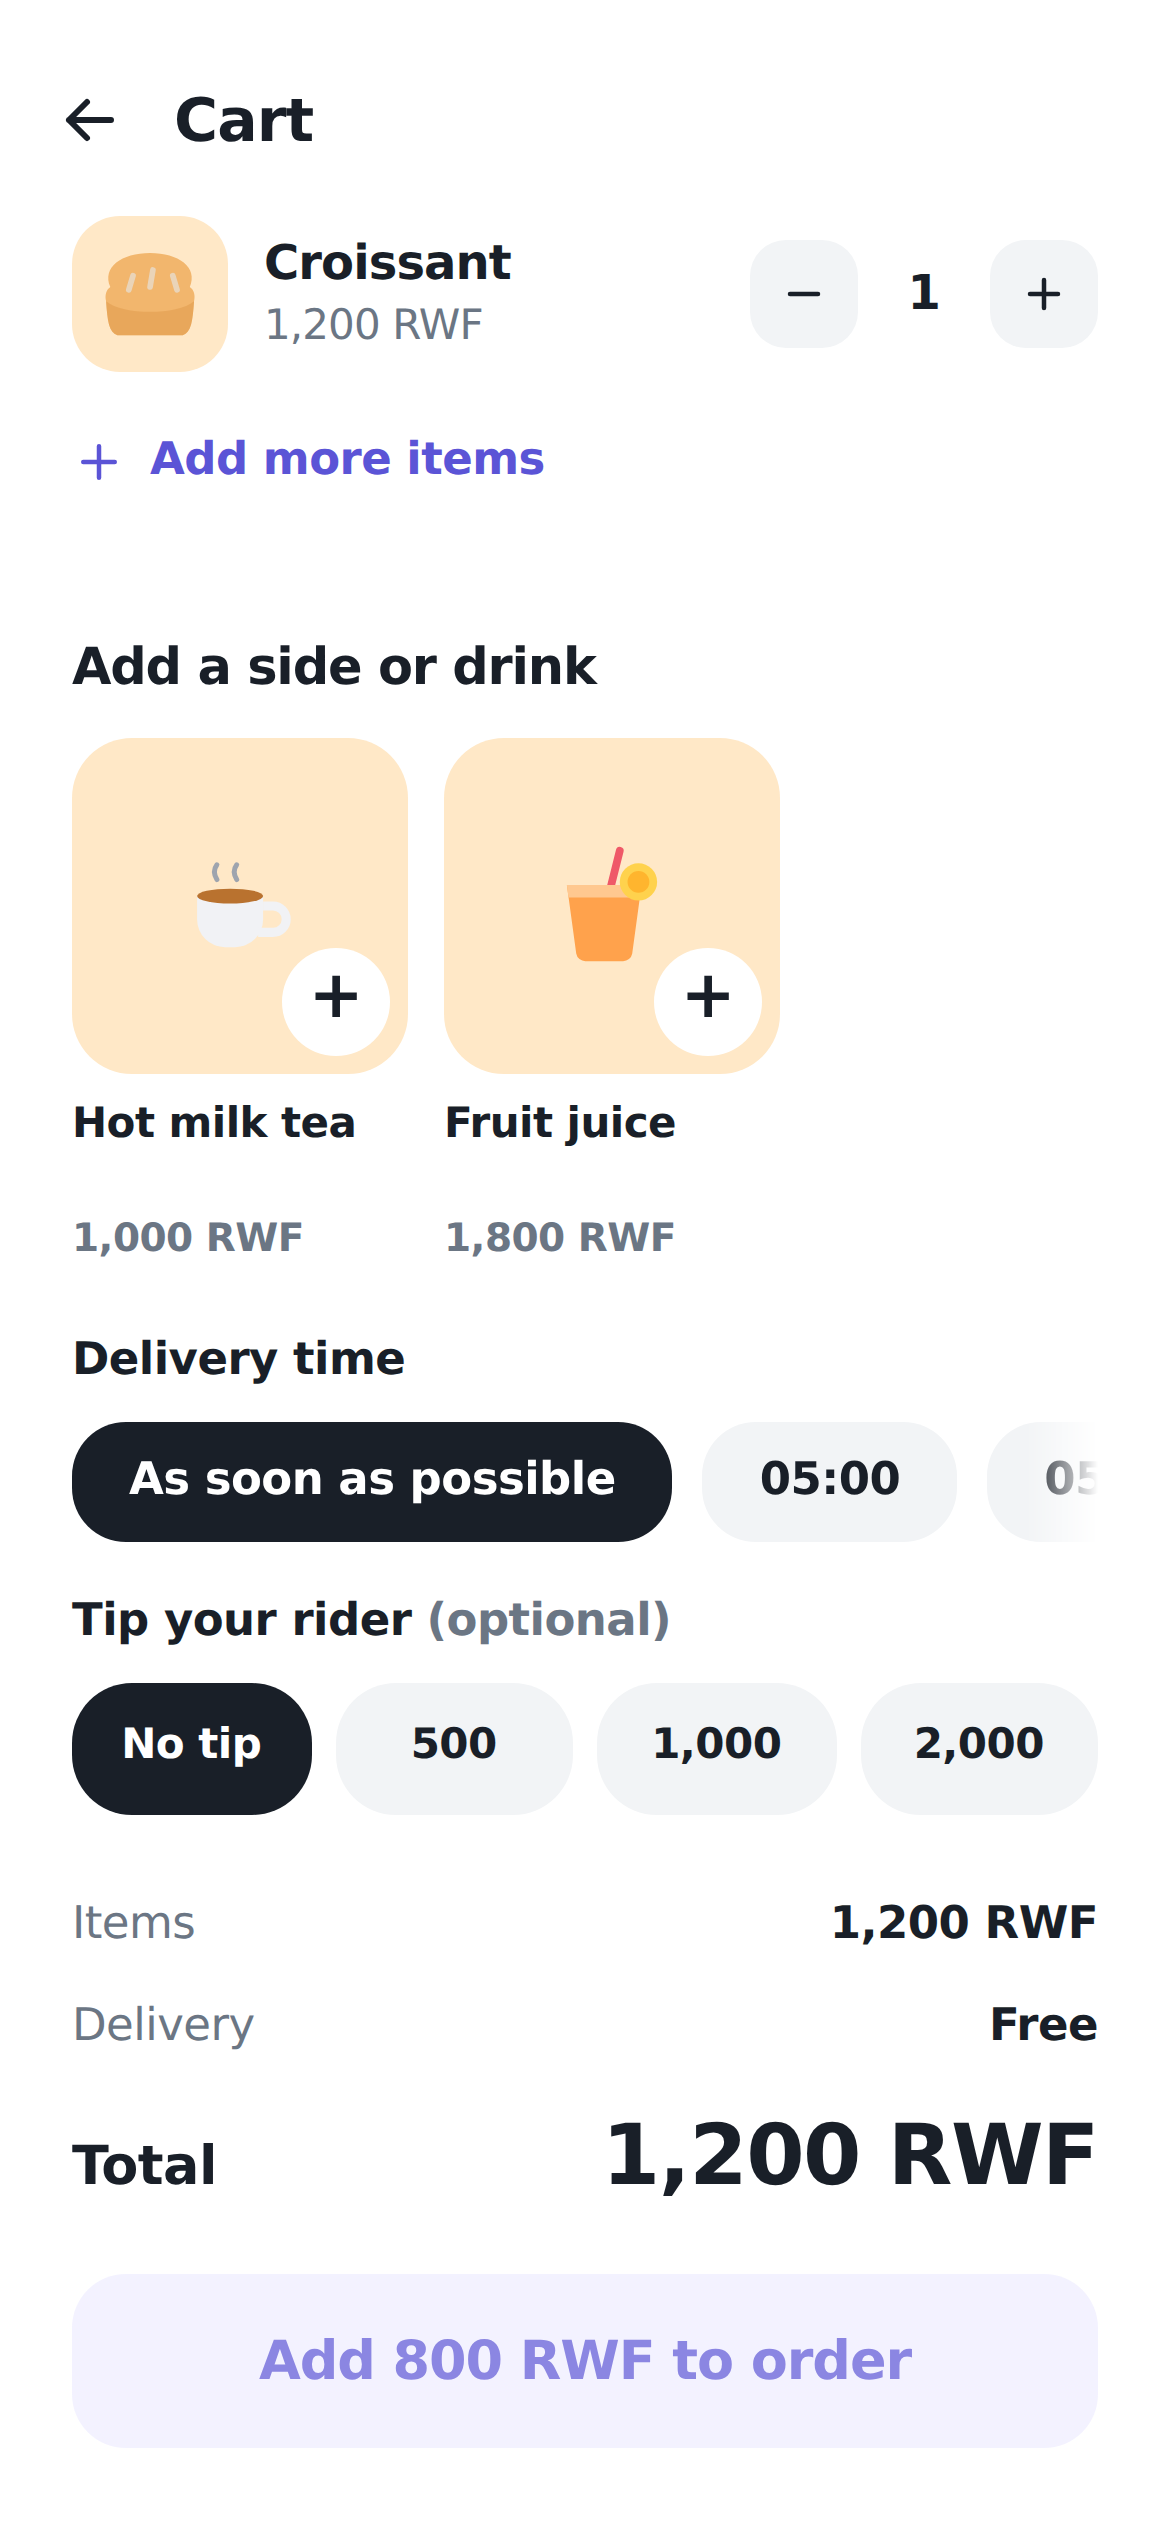 Cart
Croissant
1,200 RWF
1
Add more items
Add a side or drink
Hot milk tea
Fruit juice
1,000 RWF
1,800 RWF
Delivery time
As soon as possible
05:00
Tip your rider (optional)
No tip
500
1,000
2,000
Items
1,200 RWF
Delivery
Free
Total
1,200 RWF
Add 800 RWF to order